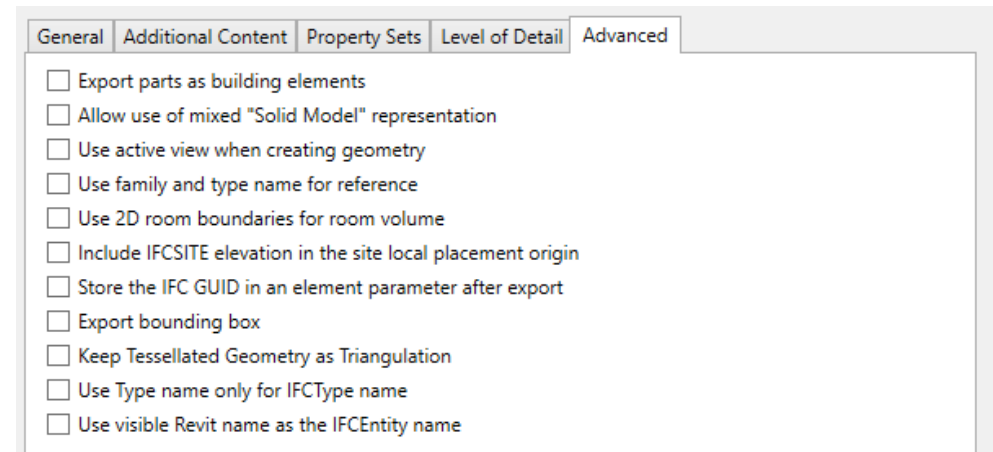 General Additional Content Property Sets Level of Detail Advanced
Export parts as building elements
Allow use of mixed "Solid Model" representation
Use active view when creating geometry
Use family and type name for reference
Use 2D room boundaries for room volume
Include IFCSITE elevation in the site local placement origin
Store the IFC GUID in an element parameter after export
Export bounding box
Keep Tessellated Geometry as Triangulation
Use Type name only for IFCType name
Use visible Revit name as the IFCEntity name